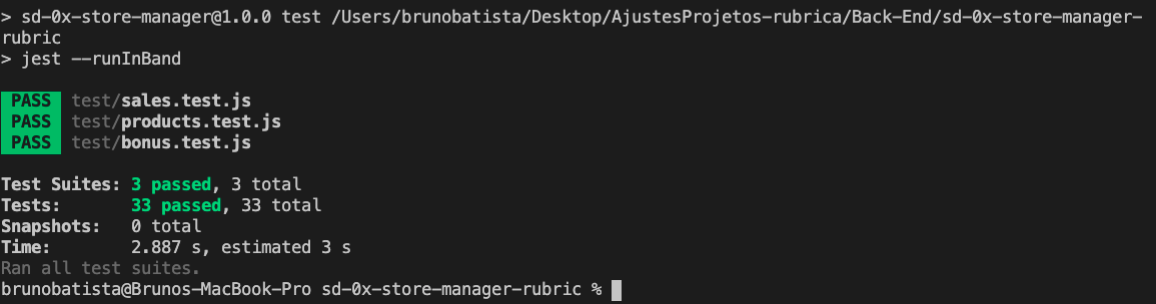 > sd-0x-store-manager@1.0.0 test /Users/brunobatista/Desktop/AjustesProjetos-rubrica/Back-End/sd-0x-store-manager-
rubric
> jest --runInBand
PASS test/sales.test.js
PASS test/products.test.js
PASS test/bonus.test.js
Test Suites: 3 passed, 3 total
Tests: 33 passed, 33 total
Snapshots: 0 total
Time: 2.887 s, estimated 3 s
Ran all test suites.
brunobatista@Brunos-MacBook-Pro sd-0x-store-manager-rubric %